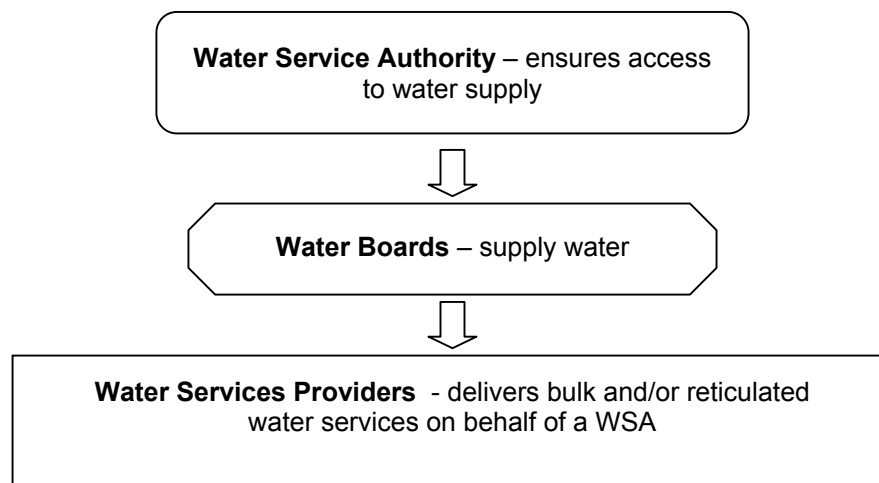 Water Service Authority – ensures access
to water supply
Water Boards – supply water
Water Services Providers - delivers bulk and/or reticulated
water services on behalf of a WSA